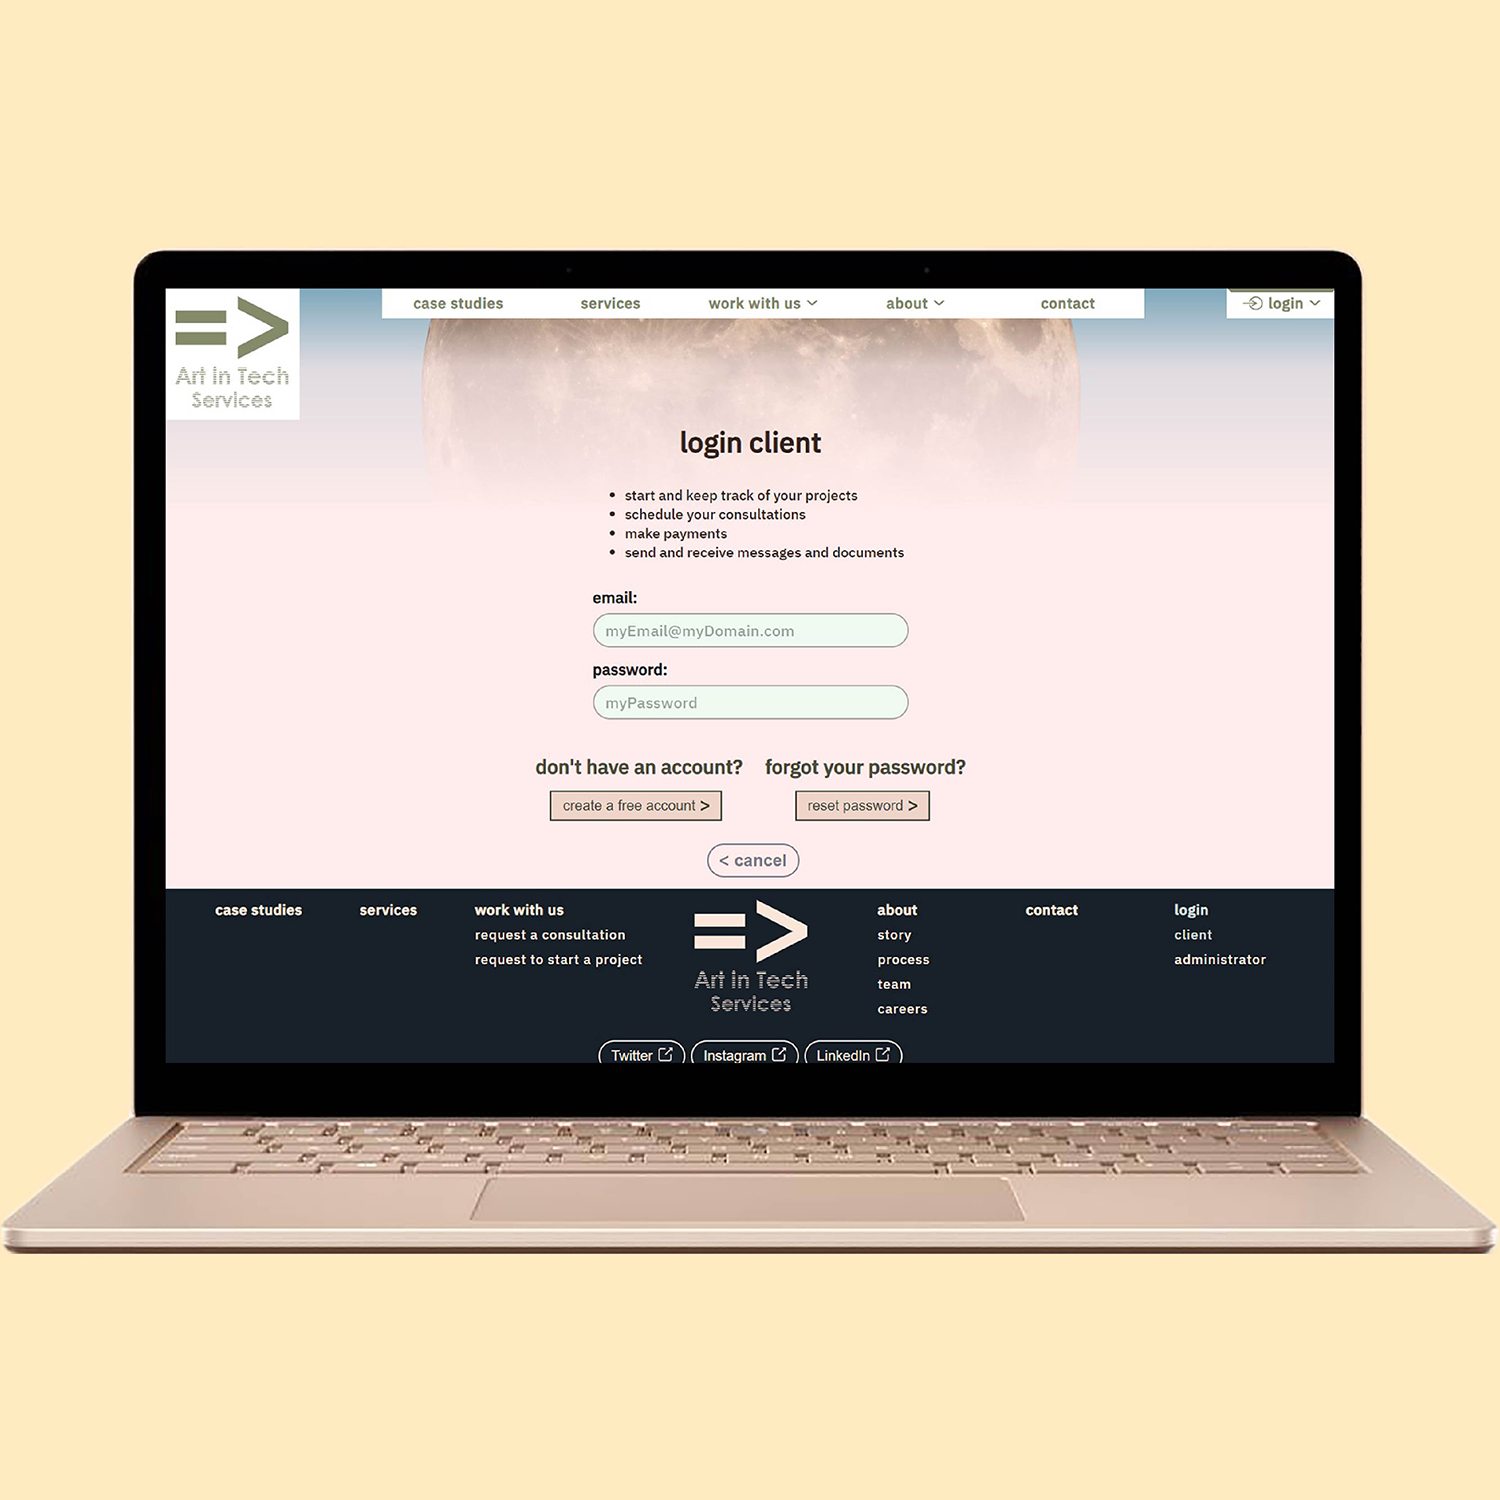 => 
Art in Tech
Services
case studies services work with us about contact
login
login client
start and keep track of your projects
schedule your consultations
make payments
send and receive messages and documents
email:
myEmail@myDomain.com
password:
myPassword
don't have an account? forgot your password?
create a free account > reset password >
< cancel
case studies
services
work with us
request a consultation
request to start a project
=>
Art in Tech
Services
about
story
process
team
careers
contact
login
client
administrator
Twitter Instagram LinkedIn